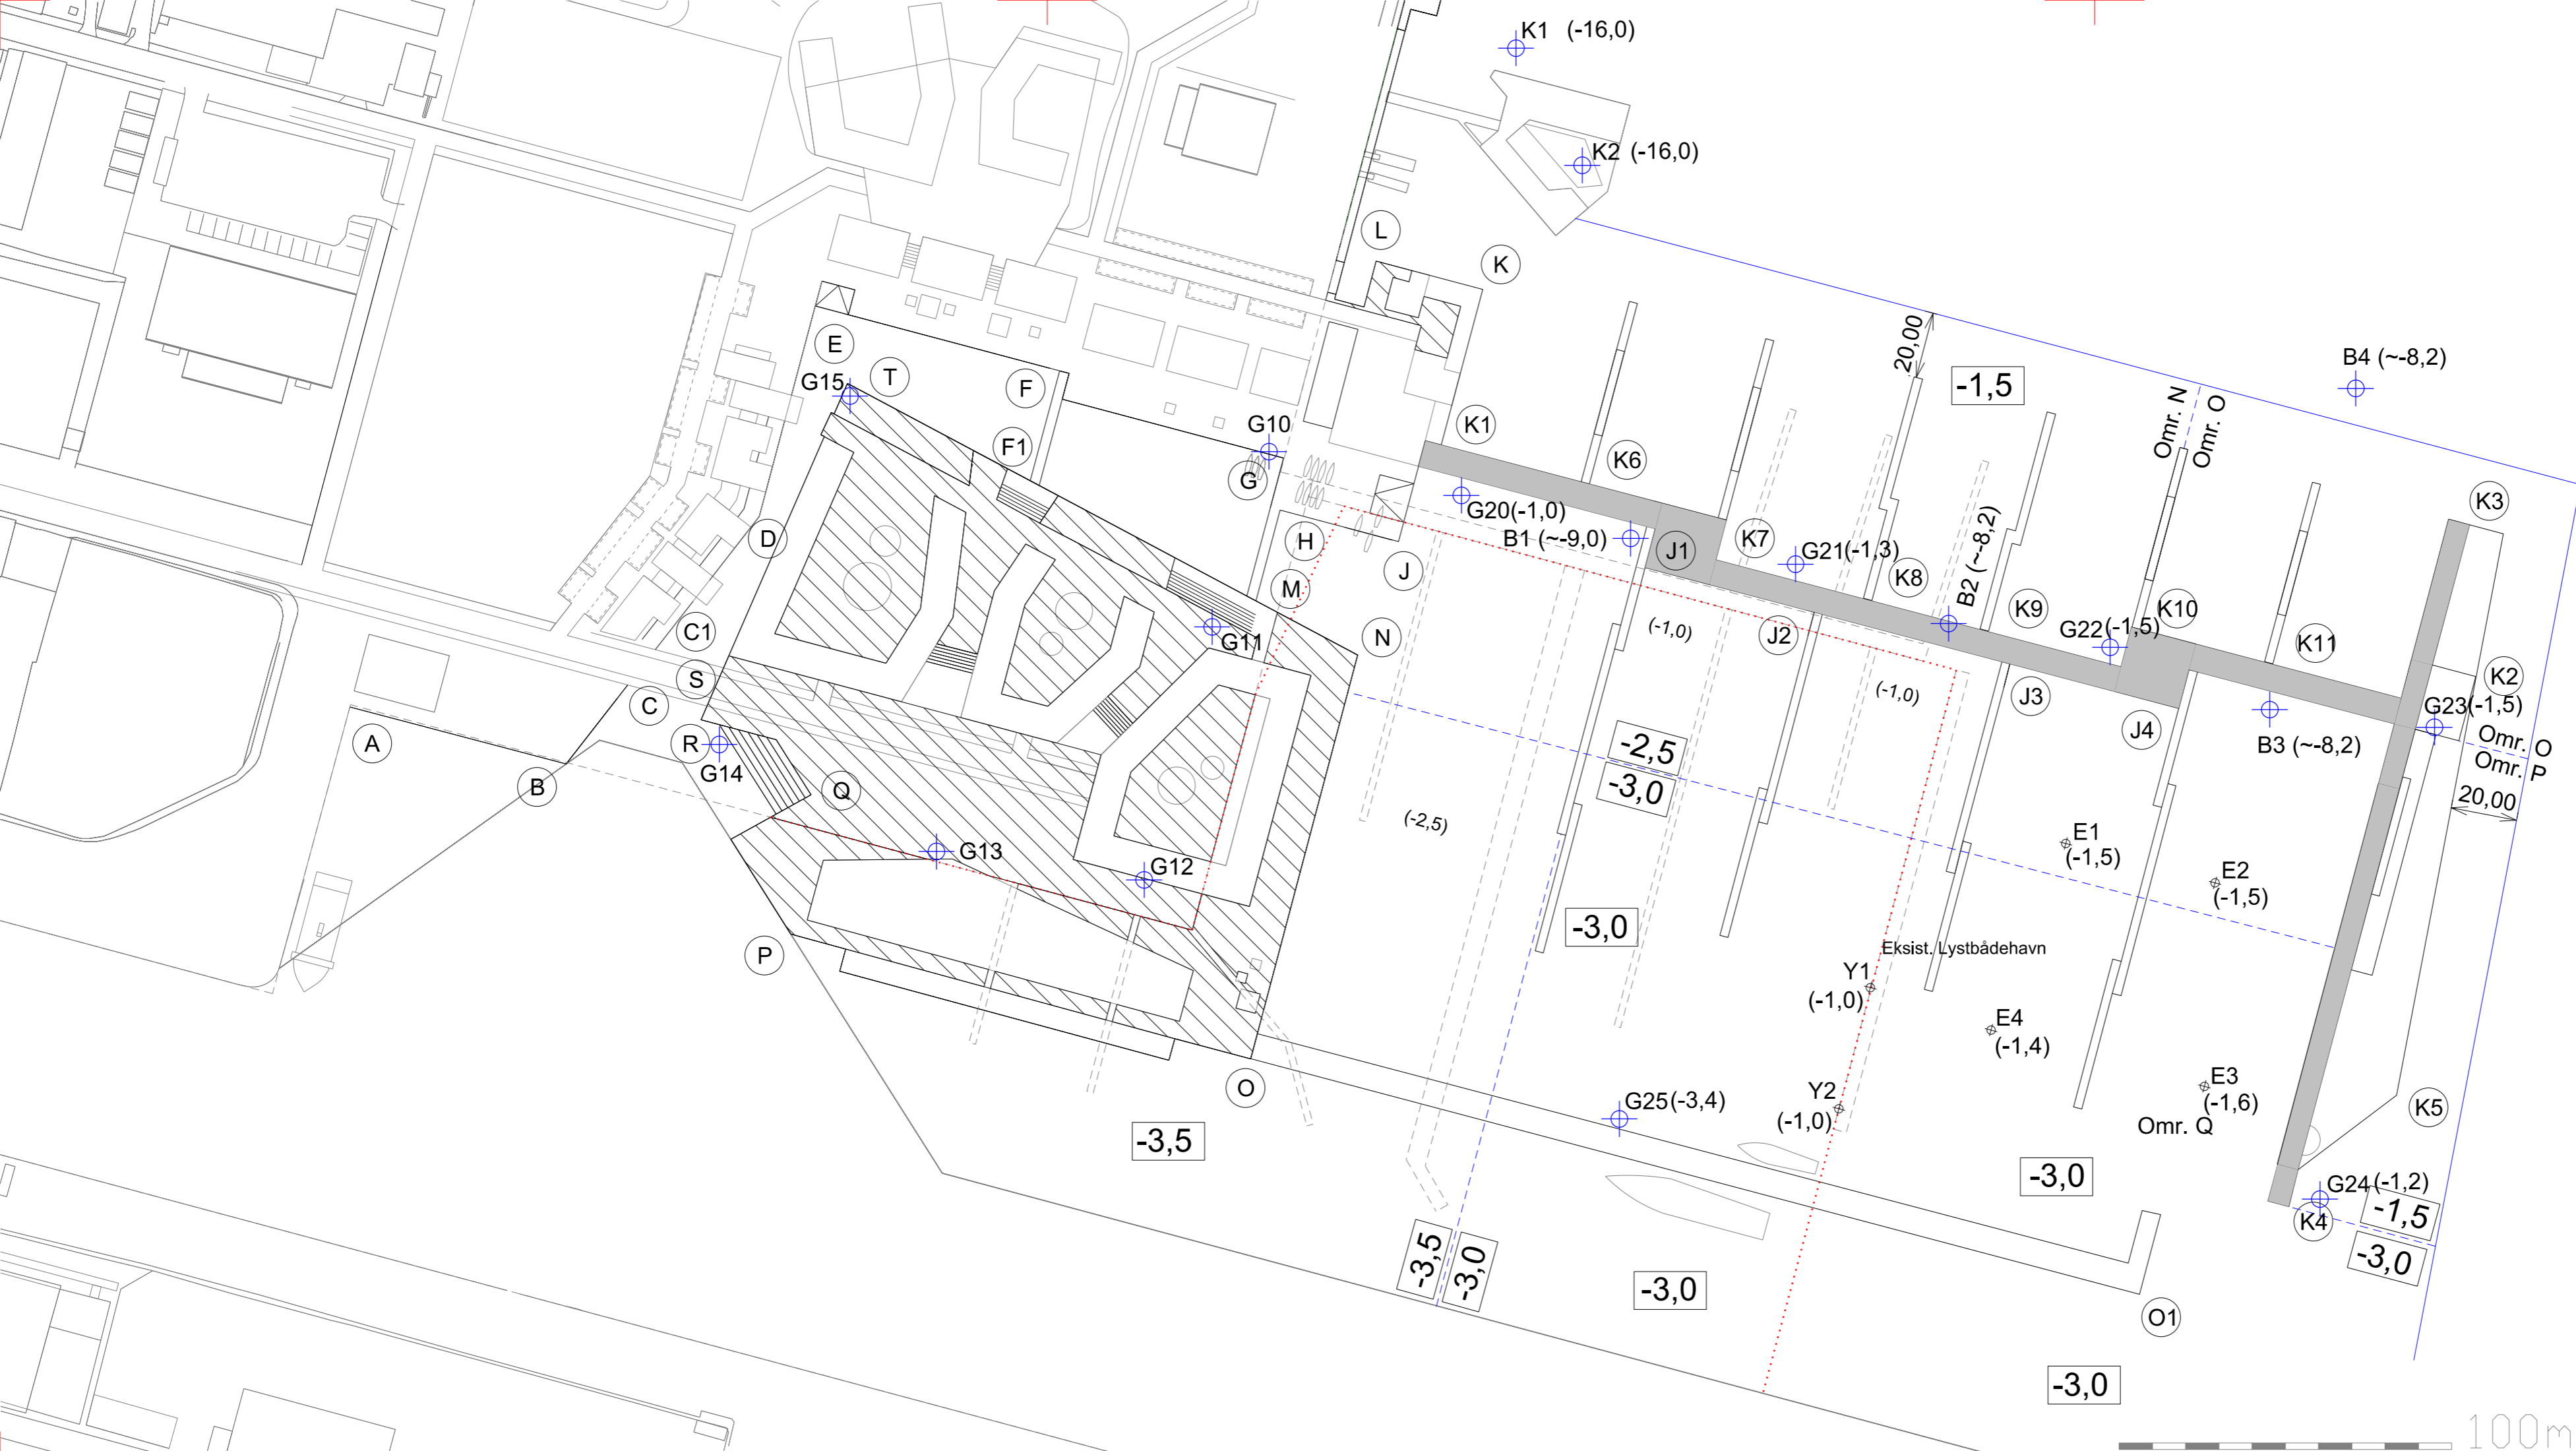 K1 (-16,0)
K2 (-16,0)
L
K
20,00
-1,5
B4 (~-8,2)
Omr. N
Omr. O
E
T
G15
F
F1
G10
G
K1
K6
G20(-1,0)
B1 (~-9,0)
J1
K7
G21(-1,3)
K8
B2 (~-8,2)
K9
K3
D
H
J
M
N
G11
(-1,0)
J2
(-1,0)
G22(-1,5)
K10
K11
K2
G23(-1,5)
C1
S
C
R
G14
A
B
Q
J3
J4
B3 (~-8,2)
Omr. O
Omr. P
20,00
-2,5
-3,0
(-2,5)
G13
G12
E1
(-1,5)
E2
(-1,5)
-3,0
Eksist. Lystbådehavn
P
Y1
(-1,0)
E4
(-1,4)
O
G25(-3,4)
Y2
(-1,0)
E3
(-1,6)
Omr. Q
K5
-3,5
-3,0
G24(-1,2)
K4
-1,5
-3,0
-3,5
-3,0
-3,0
O1
-3,0
100m